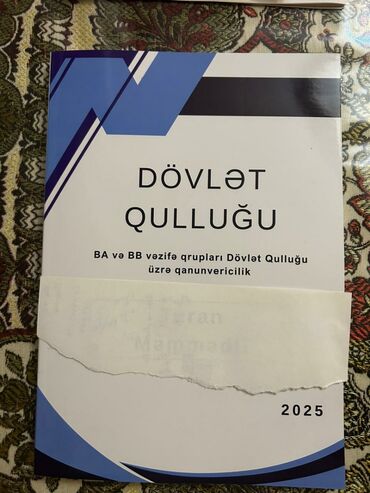 DÖVLƏT
QULLUĞU
BA və BB vəzifə qrupları Dövlət Qulluğu
üzrə qanunvericilik
2025